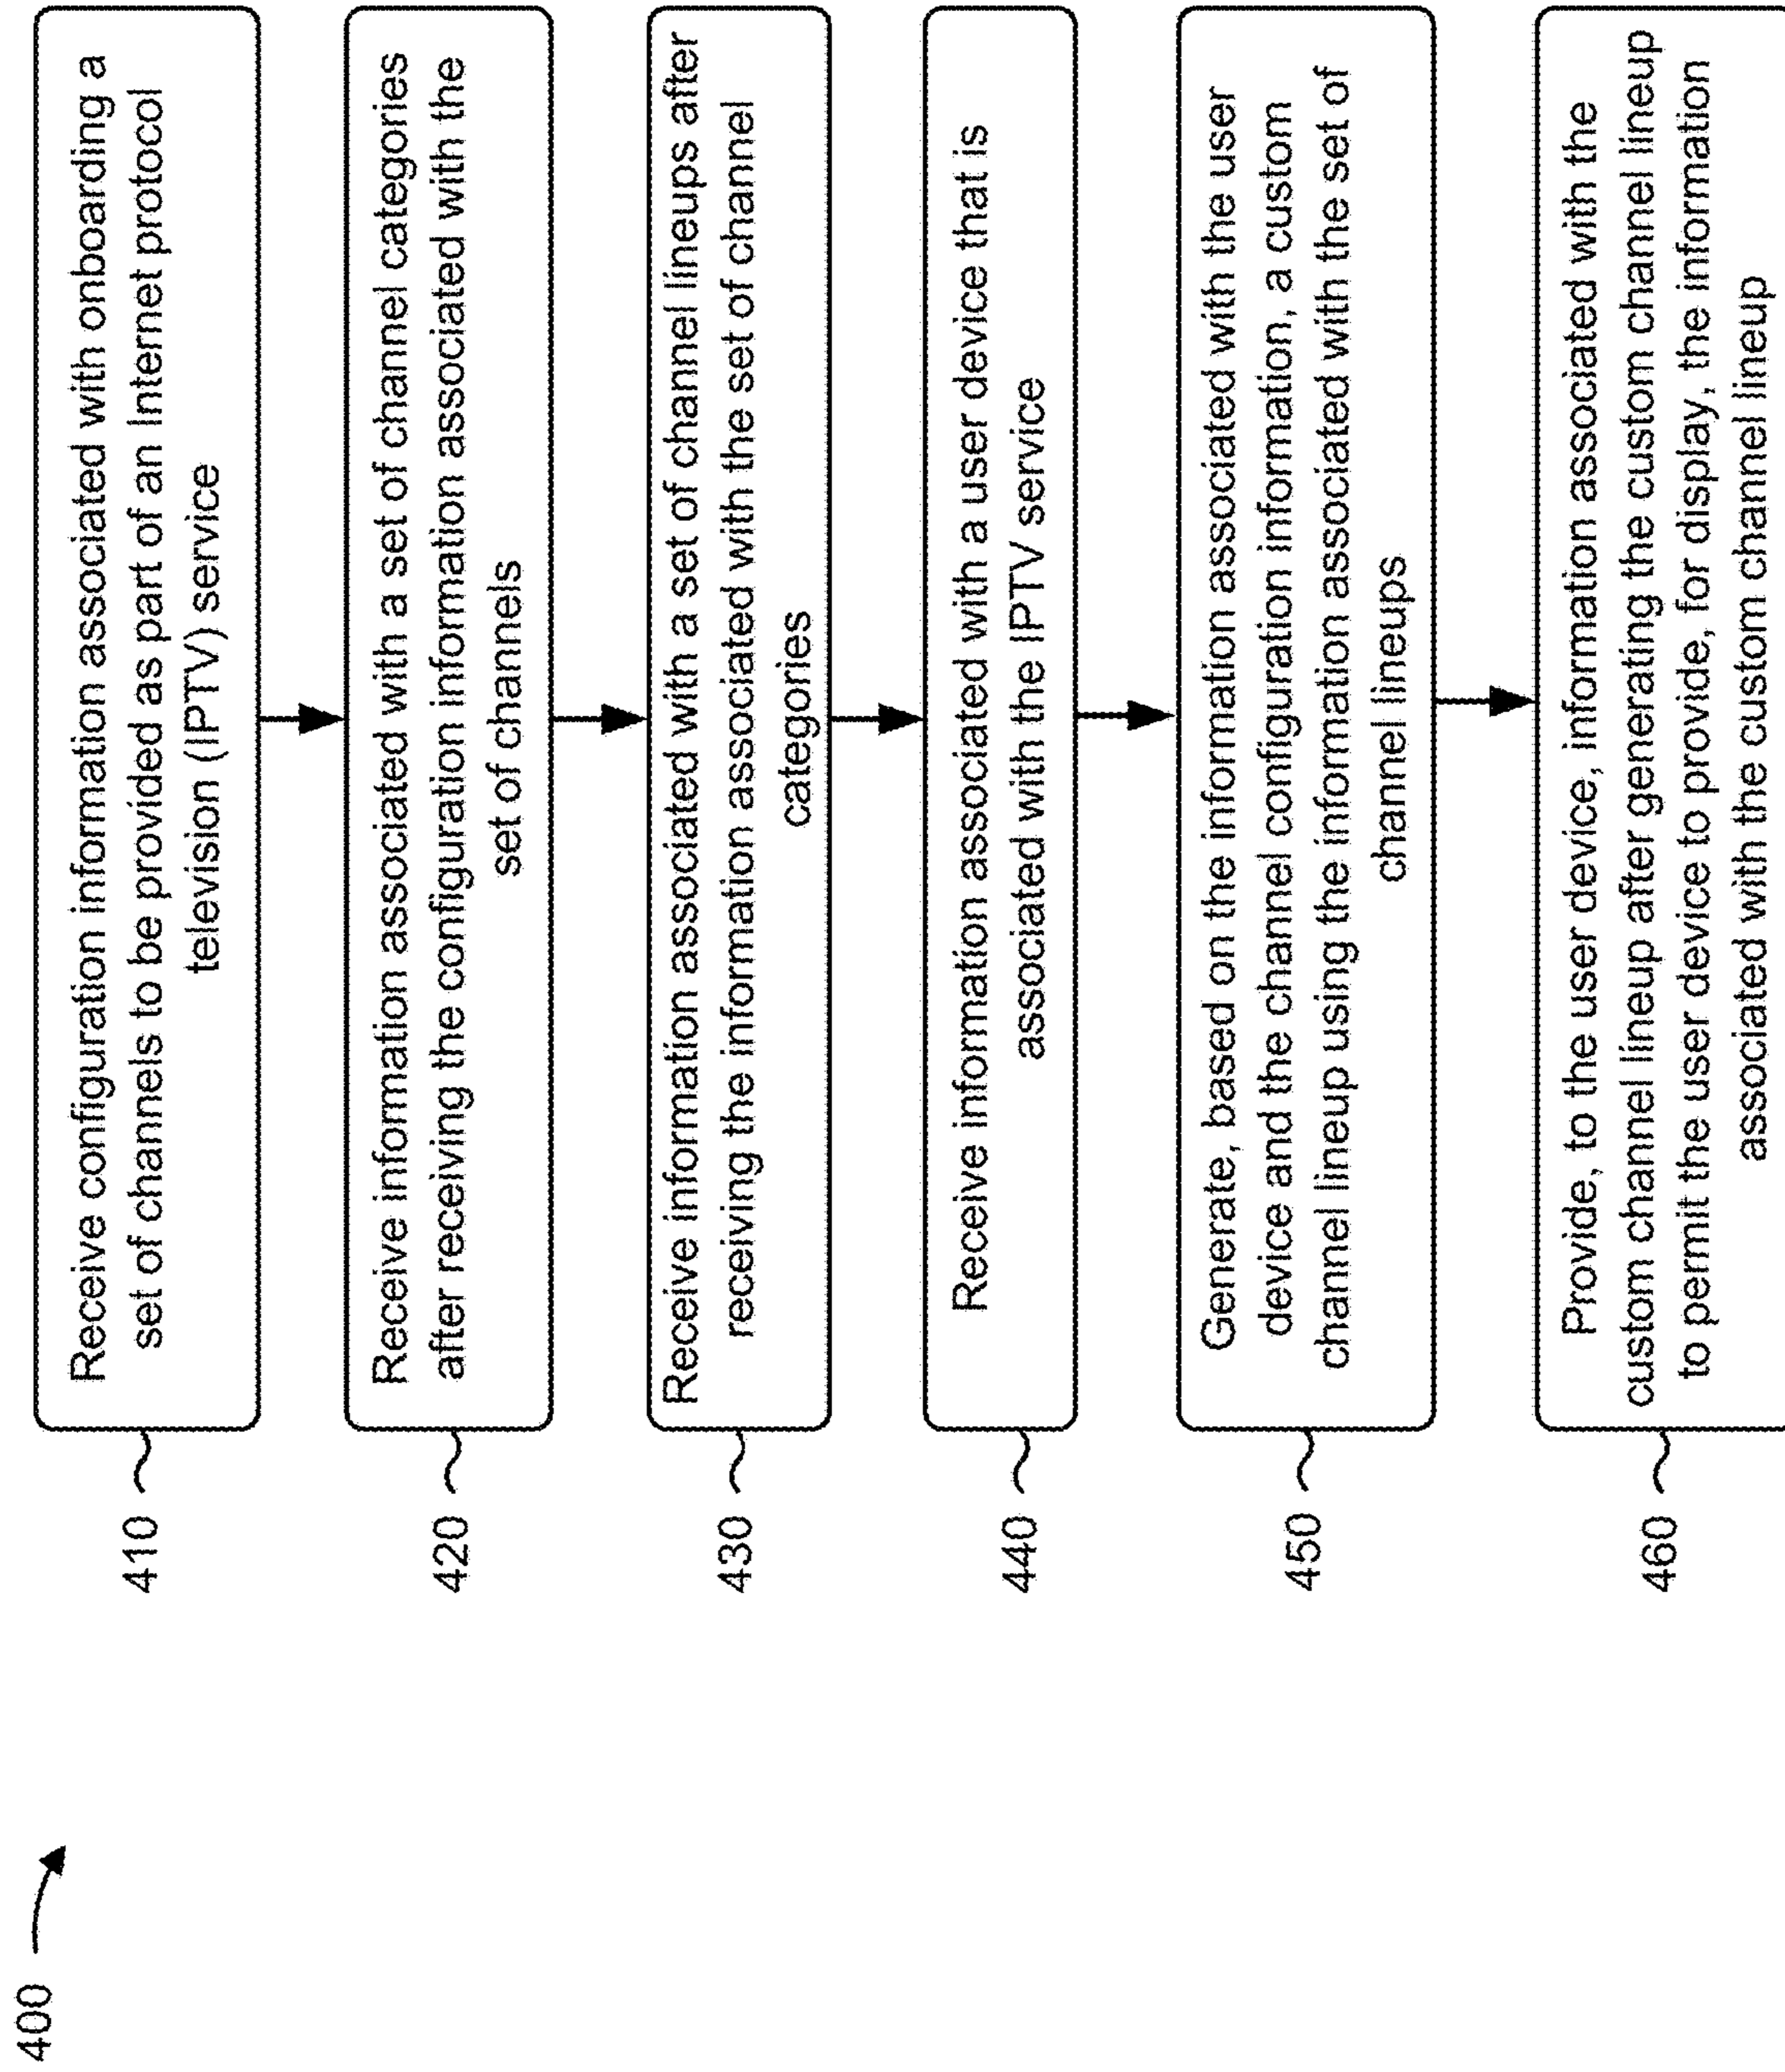 400
410
Receive configuration information associated with onboarding a
set of channels to be provided as part of an Internet protocol
television (IPTV) service
420
Receive information associated with a set of channel categories
after receiving the configuration information associated with the
set of channels
430
Receive information associated with a set of channel lineups after
receiving the information associated with the set of channel
categories
440
Receive information associated with a user device that is
associated with the IPTV service
450
Generate, based on the information associated with the user
device and the channel configuration information, a custom
channel lineup using the information associated with the set of
channel lineups
460
Provide, to the user device, information associated with the
custom channel lineup after generating the custom channel lineup
to permit the user device to provide, for display, the information
associated with the custom channel lineup